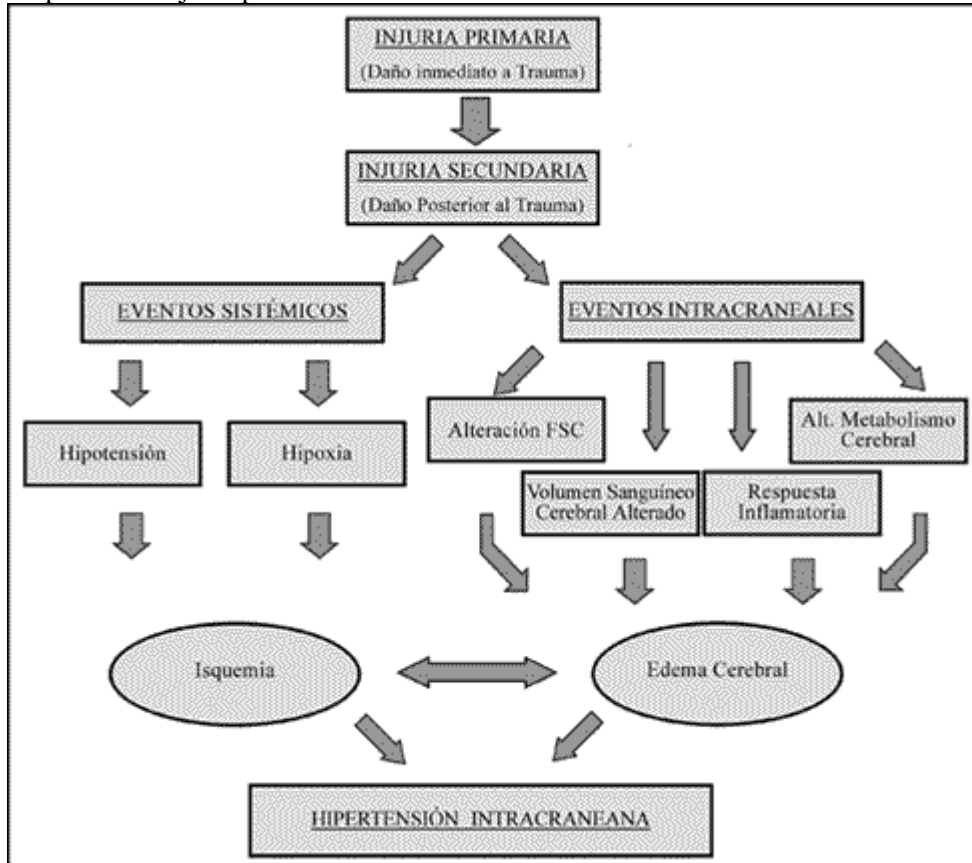 INJURIA PRIMARIA
(Daño inmediato a Trauma)
INJURIA SECUNDARIA
(Daño Posterior al Trauma)
EVENTOS SISTÉMICOS
EVENTOS INTRACRANEALES
Hipotensión
Hipoxia
Alteración FSC
Alt. Metabolismo
Cerebral
Volumen Sanguíneo
Cerebral Alterado
Respuesta
Inflamatoria
Isquemia
Edema Cerebral
HIPERTENSIÓN INTRACRANEANA